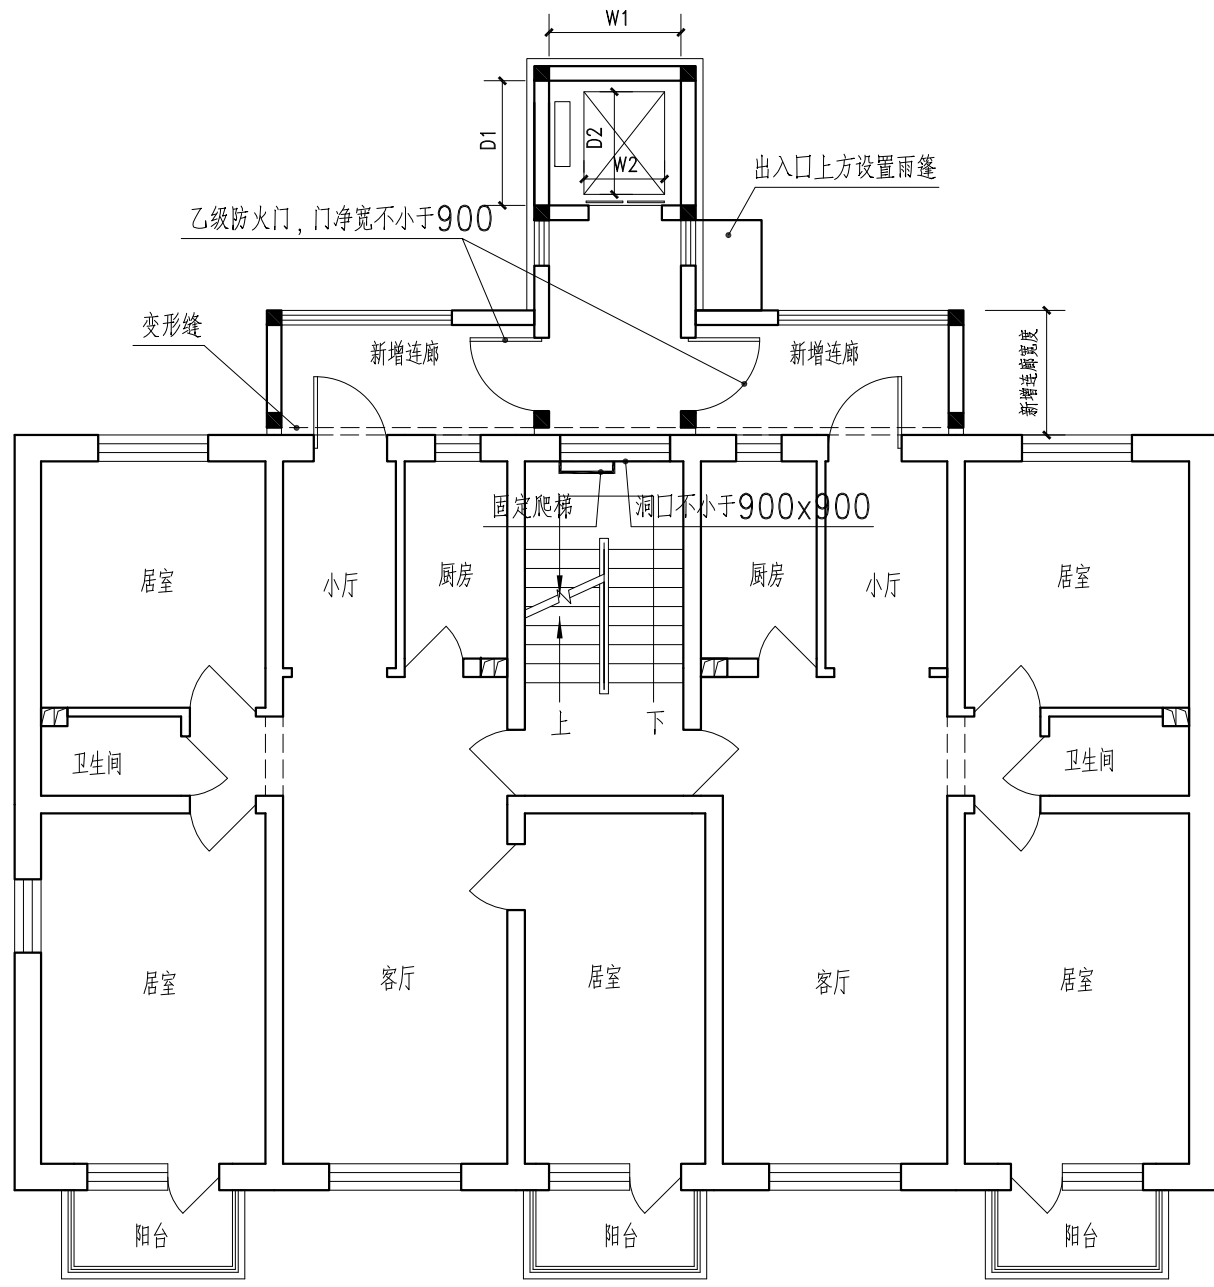 W1
D1
D2
W2
出入口上方设置雨篷
乙级防火门，门净宽不小于900
变形缝
新增连廊
新增连廊
新增连廊宽度
固定爬梯
洞口不小于900x900
居室
小厅
厨房
厨房
小厅
居室
上
下
卫生间
卫生间
居室
客厅
居室
客厅
居室
阳台
阳台
阳台